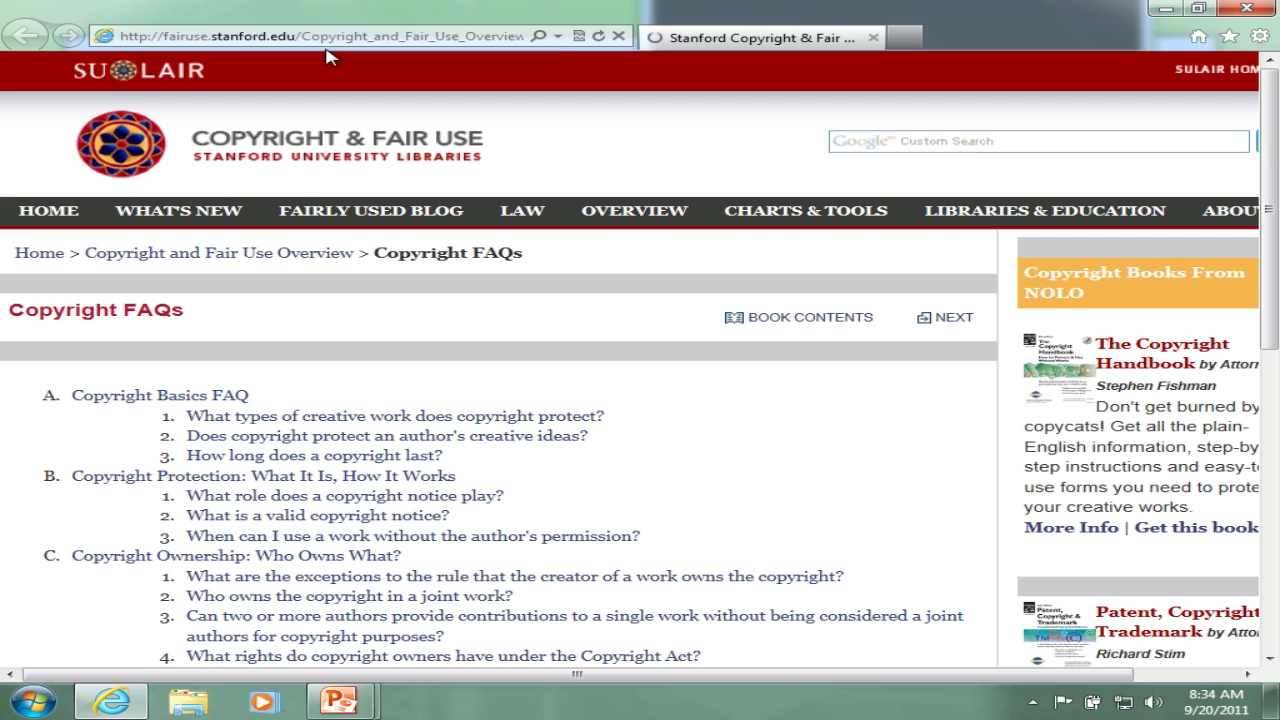 http://fairuse.stanford.edu/Copyright_and_Fair_Use_Overview
Stanford Copyright & Fair ...
SULAIR
SULAIR HOM
COPYRIGHT & FAIR USE
STANFORD UNIVERSITY LIBRARIES
Google™ Custom Search
HOME WHAT'S NEW FAIRLY USED BLOG LAW OVERVIEW CHARTS & TOOLS LIBRARIES & EDUCATION ABOU
Home > Copyright and Fair Use Overview > Copyright FAQs
Copyright FAQs
BOOK CONTENTS NEXT
A. Copyright Basics FAQ
1. What types of creative work does copyright protect?
2. Does copyright protect an author's creative ideas?
3. How long does a copyright last?
B. Copyright Protection: What It Is, How It Works
1. What role does a copyright notice play?
2. What is a valid copyright notice?
3. When can I use a work without the author's permission?
C. Copyright Ownership: Who Owns What?
1. What are the exceptions to the rule that the creator of a work owns the copyright?
2. Who owns the copyright in a joint work?
3. Can two or more authors provide contributions to a single work without being considered a joint
authors for copyright purposes?
4. What rights do copyright owners have under the Copyright Act?
Copyright Books From
NOLO
The Copyright
Handbook by Attor
Stephen Fishman
Don't get burned by
copycats! Get all the plain-
English information, step-by
step instructions and easy-t
use forms you need to prote
your creative works.
More Info | Get this book
Patent, Copyright
Trademark by Atto
Richard Stim
8:34 AM
9/20/2011